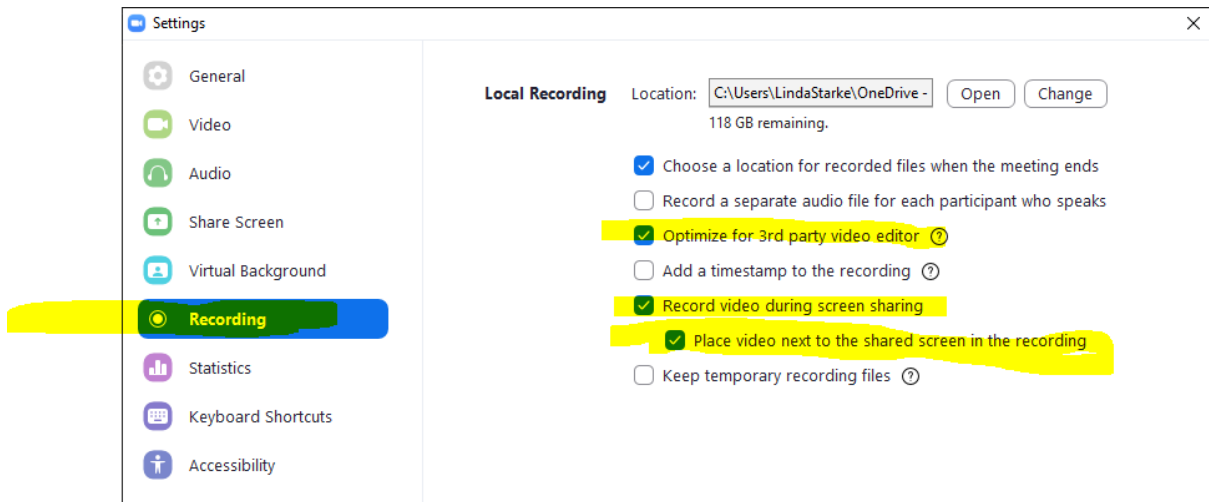 Settings
General
Video
Audio
Share Screen
Virtual Background
Recording
Statistics
Keyboard Shortcuts
Accessibility
Local Recording Location: C:\Users\LindaStarke\OneDrive - Open Change
118 GB remaining.
Choose a location for recorded files when the meeting ends
Record a separate audio file for each participant who speaks
Optimize for 3rd party video editor ?
Add a timestamp to the recording ?
Record video during screen sharing
Place video next to the shared screen in the recording
Keep temporary recording files ?